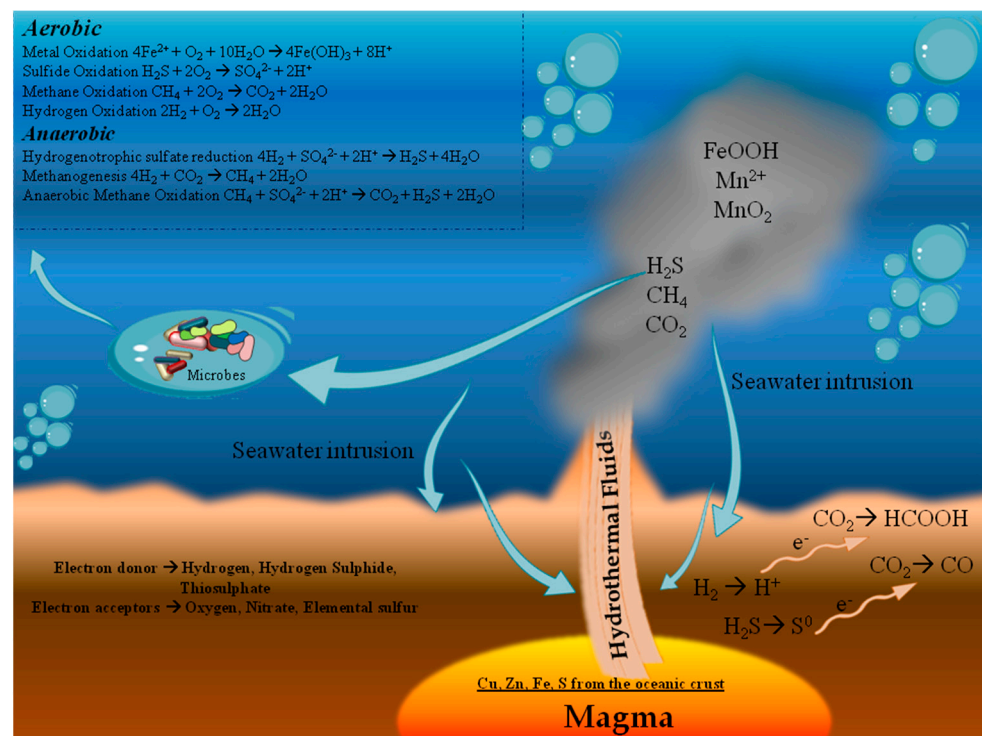 Aerobic
Metal Oxidation 4Fe²⁺ + O₂ + 10H₂O → 4Fe(OH)₃ + 8H⁺
Sulfide Oxidation H₂S + 2O₂ → SO₄²⁻ + 2H⁺
Methane Oxidation CH₄ + 2O₂ → CO₂ + 2H₂O
Hydrogen Oxidation 2H₂ + O₂ → 2H₂O
Anaerobic
Hydrogenotrophic sulfate reduction 4H₂ + SO₄²⁻ + 2H⁺ → H₂S + 4H₂O
Methanogenesis 4H₂ + CO₂ → CH₄ + 2H₂O
Anaerobic Methane Oxidation CH₄ + SO₄²⁻ + 2H⁺ → CO₂ + H₂S + 2H₂O
FeOOH
Mn²⁺
MnO₂
H₂S
CH₄
CO₂
Microbes
Seawater intrusion
Seawater intrusion
Hydrothermal Fluids
CO₂ → HCOOH
e⁻
CO₂ → CO
H₂ → H⁺
e⁻
H₂S → S⁰
Electron donor → Hydrogen, Hydrogen Sulphide,
Thiosulphate
Electron acceptors → Oxygen, Nitrate, Elemental sulfur
Cu, Zn, Fe, S from the oceanic crust
Magma